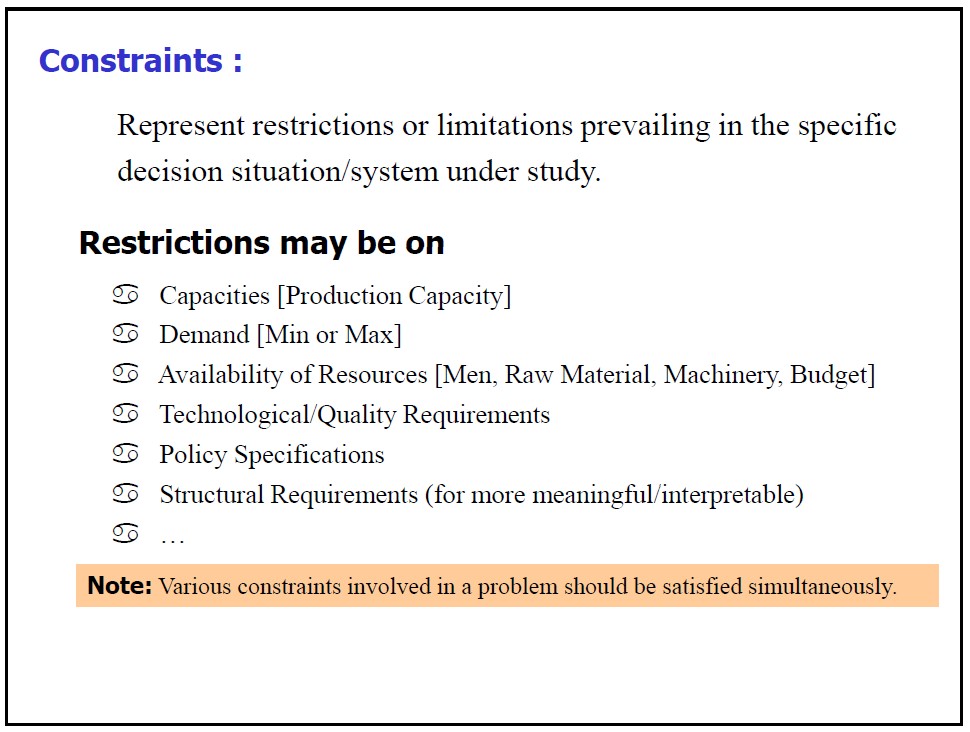 Constraints :
Represent restrictions or limitations prevailing in the specific
decision situation/system under study.
Restrictions may be on
♋ Capacities [Production Capacity]
♋ Demand [Min or Max]
♋ Availability of Resources [Men, Raw Material, Machinery, Budget]
♋ Technological/Quality Requirements
♋ Policy Specifications
♋ Structural Requirements (for more meaningful/interpretable)
♋ …
Note: Various constraints involved in a problem should be satisfied simultaneously.